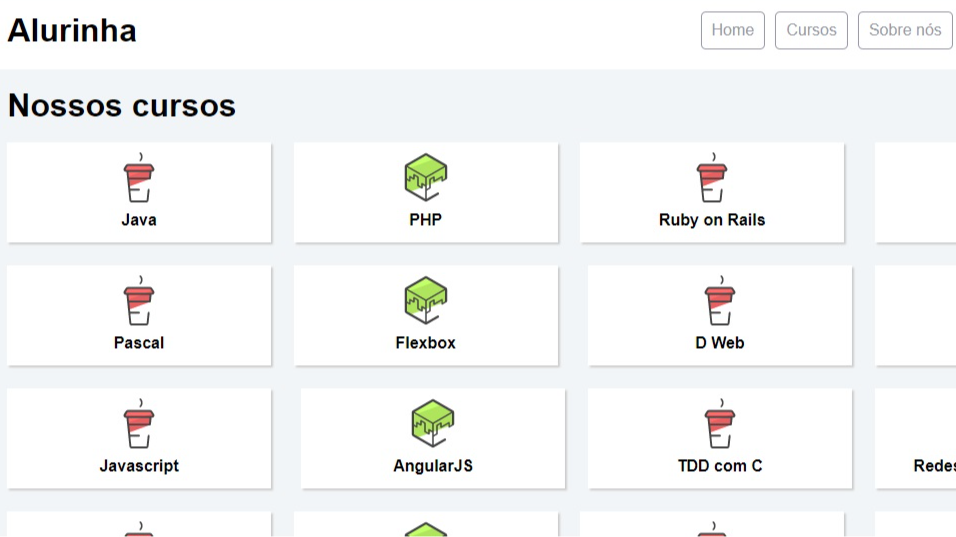 Alurinha
Home Cursos Sobre nós
Nossos cursos
Java PHP Ruby on Rails
Pascal Flexbox D Web
Javascript AngularJS TDD com C Redes